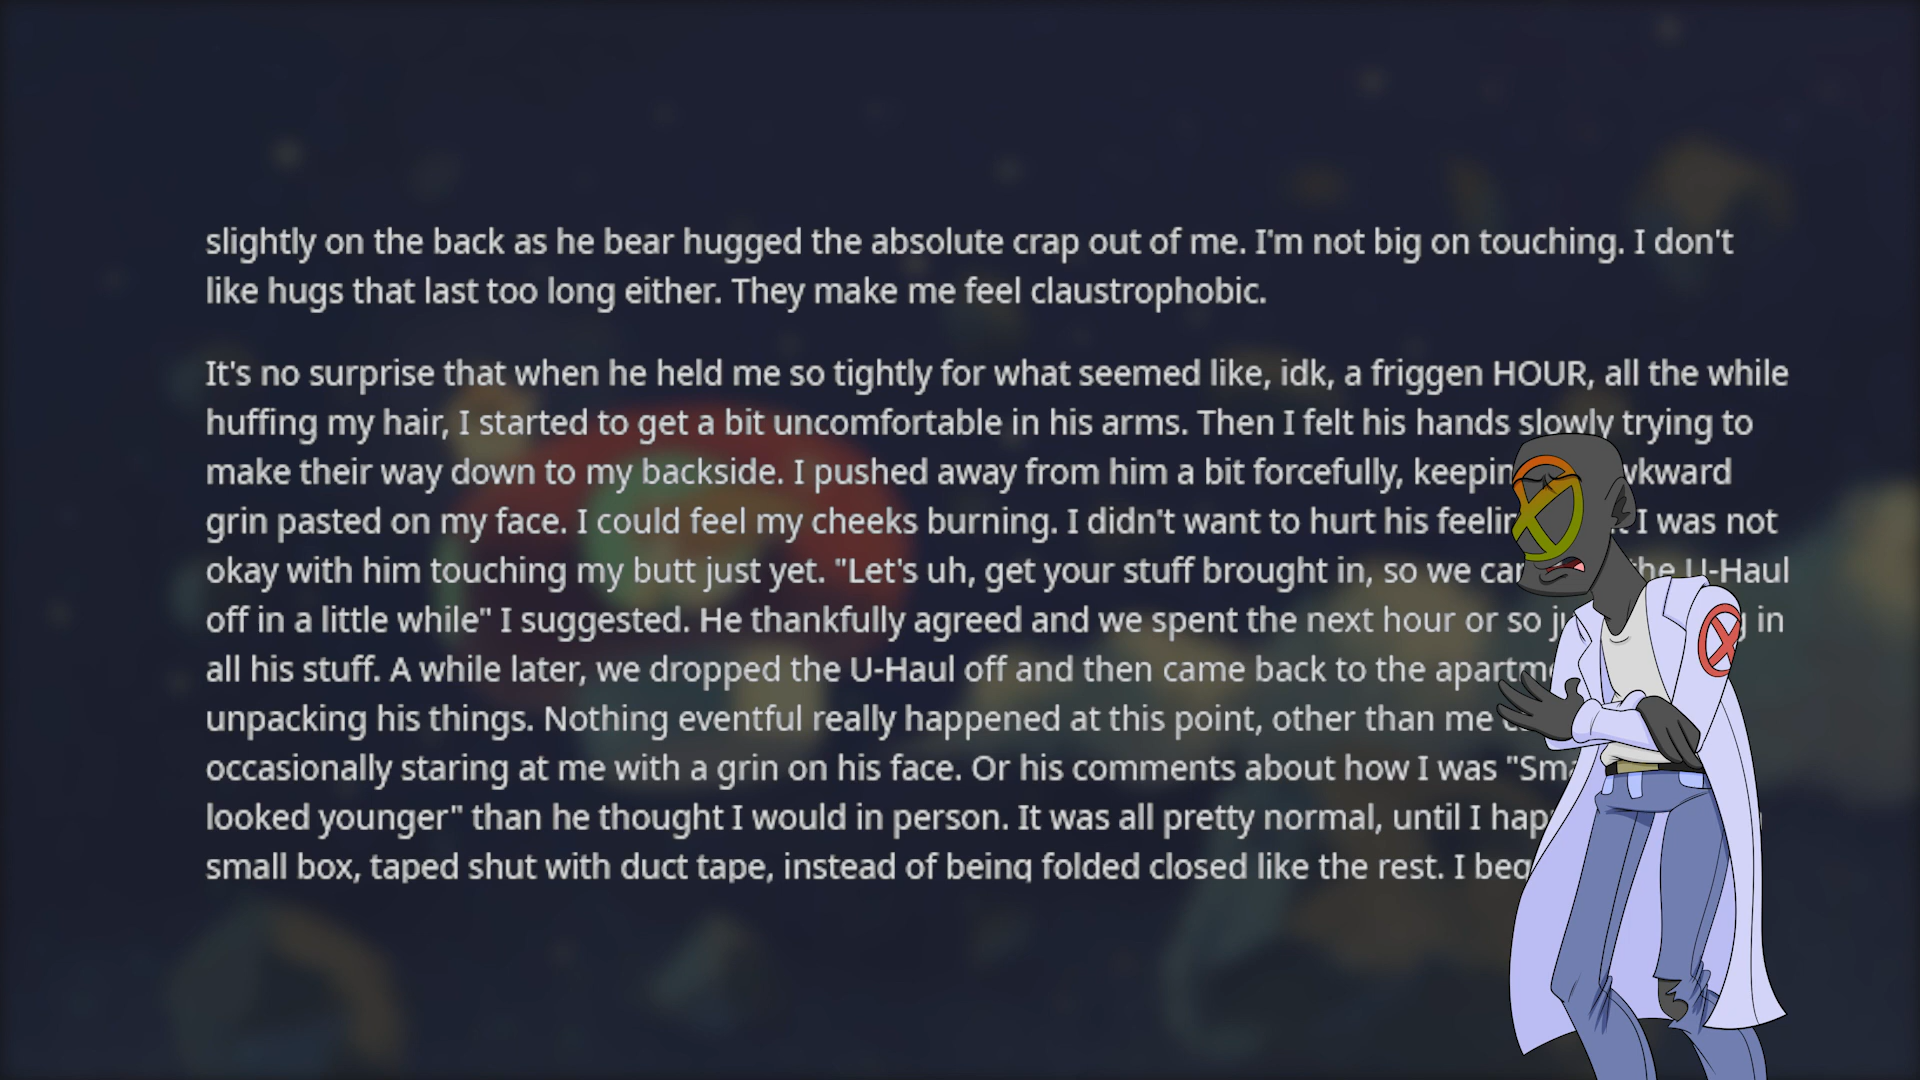 slightly on the back as he bear hugged the absolute crap out of me. I'm not big on touching. I don't
like hugs that last too long either. They make me feel claustrophobic.
It's no surprise that when he held me so tightly for what seemed like, idk, a friggen HOUR, all the while
huffing my hair, I started to get a bit uncomfortable in his arms. Then I felt his hands slowly trying to
make their way down to my backside. I pushed away from him a bit forcefully,
grin pasted on my face. I could feel my cheeks burning. I didn't want to hurt his I was not
okay with him touching my butt just yet. "Let's uh, get your stuff brought in, so we the U-Haul
off in a little while" I suggested. He thankfully agreed and we spent the next hour or so in
all his stuff. A while later, we dropped the U-Haul off and then came back to the
unpacking his things. Nothing eventful really happened at this point, other than me
occasionally staring at me with a grin on his face. Or his comments about how I was
looked younger" than he thought I would in person. It was all pretty normal, until I
small box, taped shut with duct tape, instead of being folded closed like the rest. I